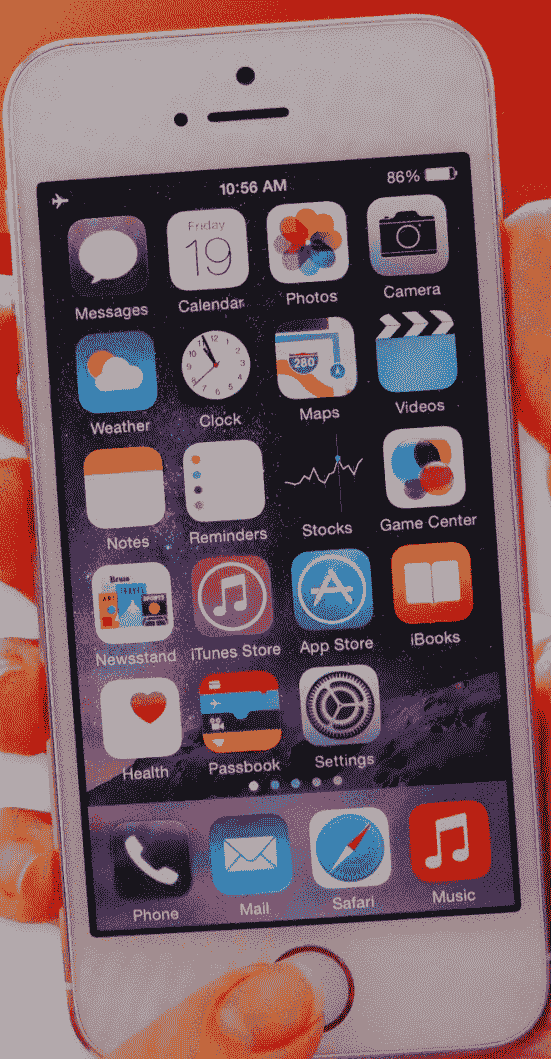 10:56 AM 86%
Friday
19
Messages Calendar Photos Camera
280
Weather Clock Maps Videos
Notes Reminders Stocks Game Center
Newsstand iTunes Store App Store iBooks
Health Passbook Settings
Phone Mail Safari Music